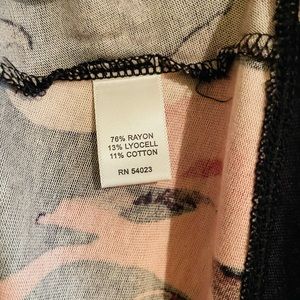 76% RAYON
13% LYOCELL
11% COTTON
RN 54023